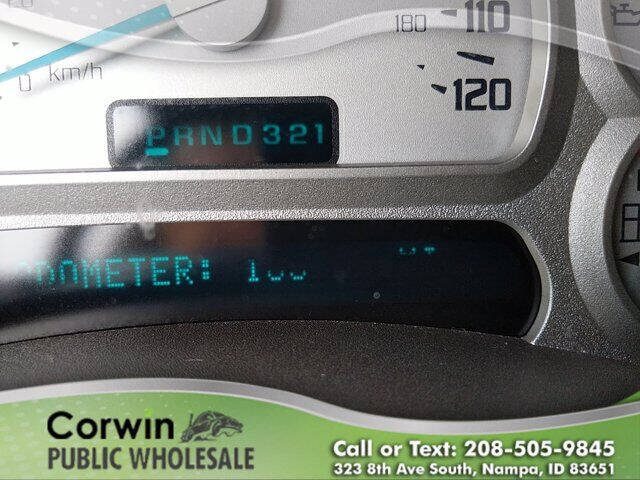 180 110
120
0 km/h
PRND321
ODOMETER:
Corwin
PUBLIC WHOLESALE
Call or Text: 208-505-9845
323 8th Ave South, Nampa, ID 83651